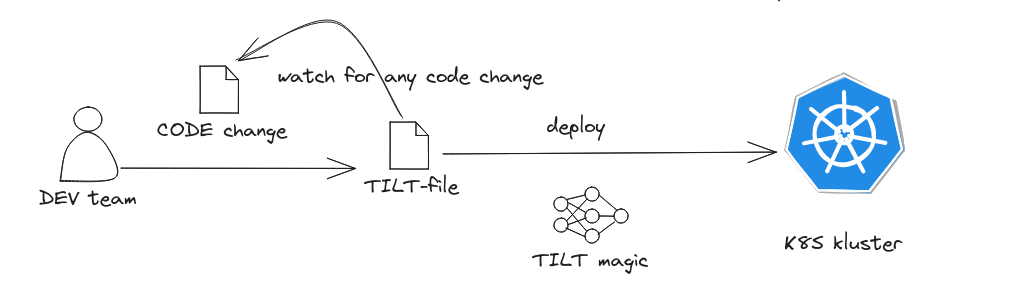 watch for any code change
CODE change
deploy
TILT-file
DEV team
K8S kluster
TILT magic